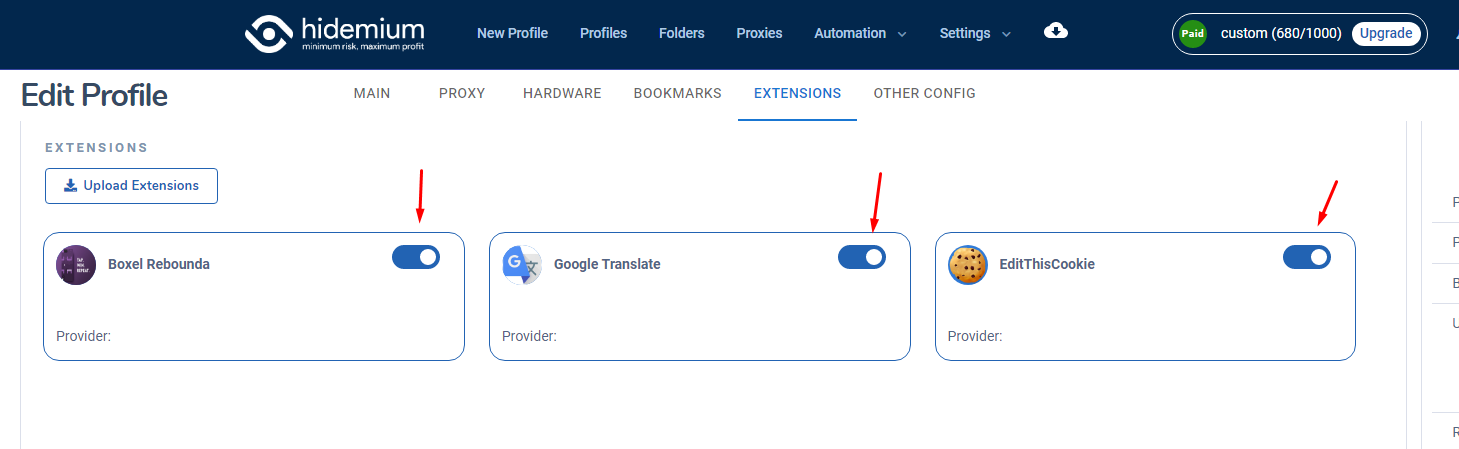 hidemium
minimum risk, maximum profit
New Profile Profiles Folders Proxies Automation Settings
Paid custom (680/1000) Upgrade
Edit Profile
MAIN PROXY HARDWARE BOOKMARKS EXTENSIONS OTHER CONFIG
EXTENSIONS
Upload Extensions
Boxel Rebounda
Provider:
Google Translate
Provider:
EditThisCookie
Provider: